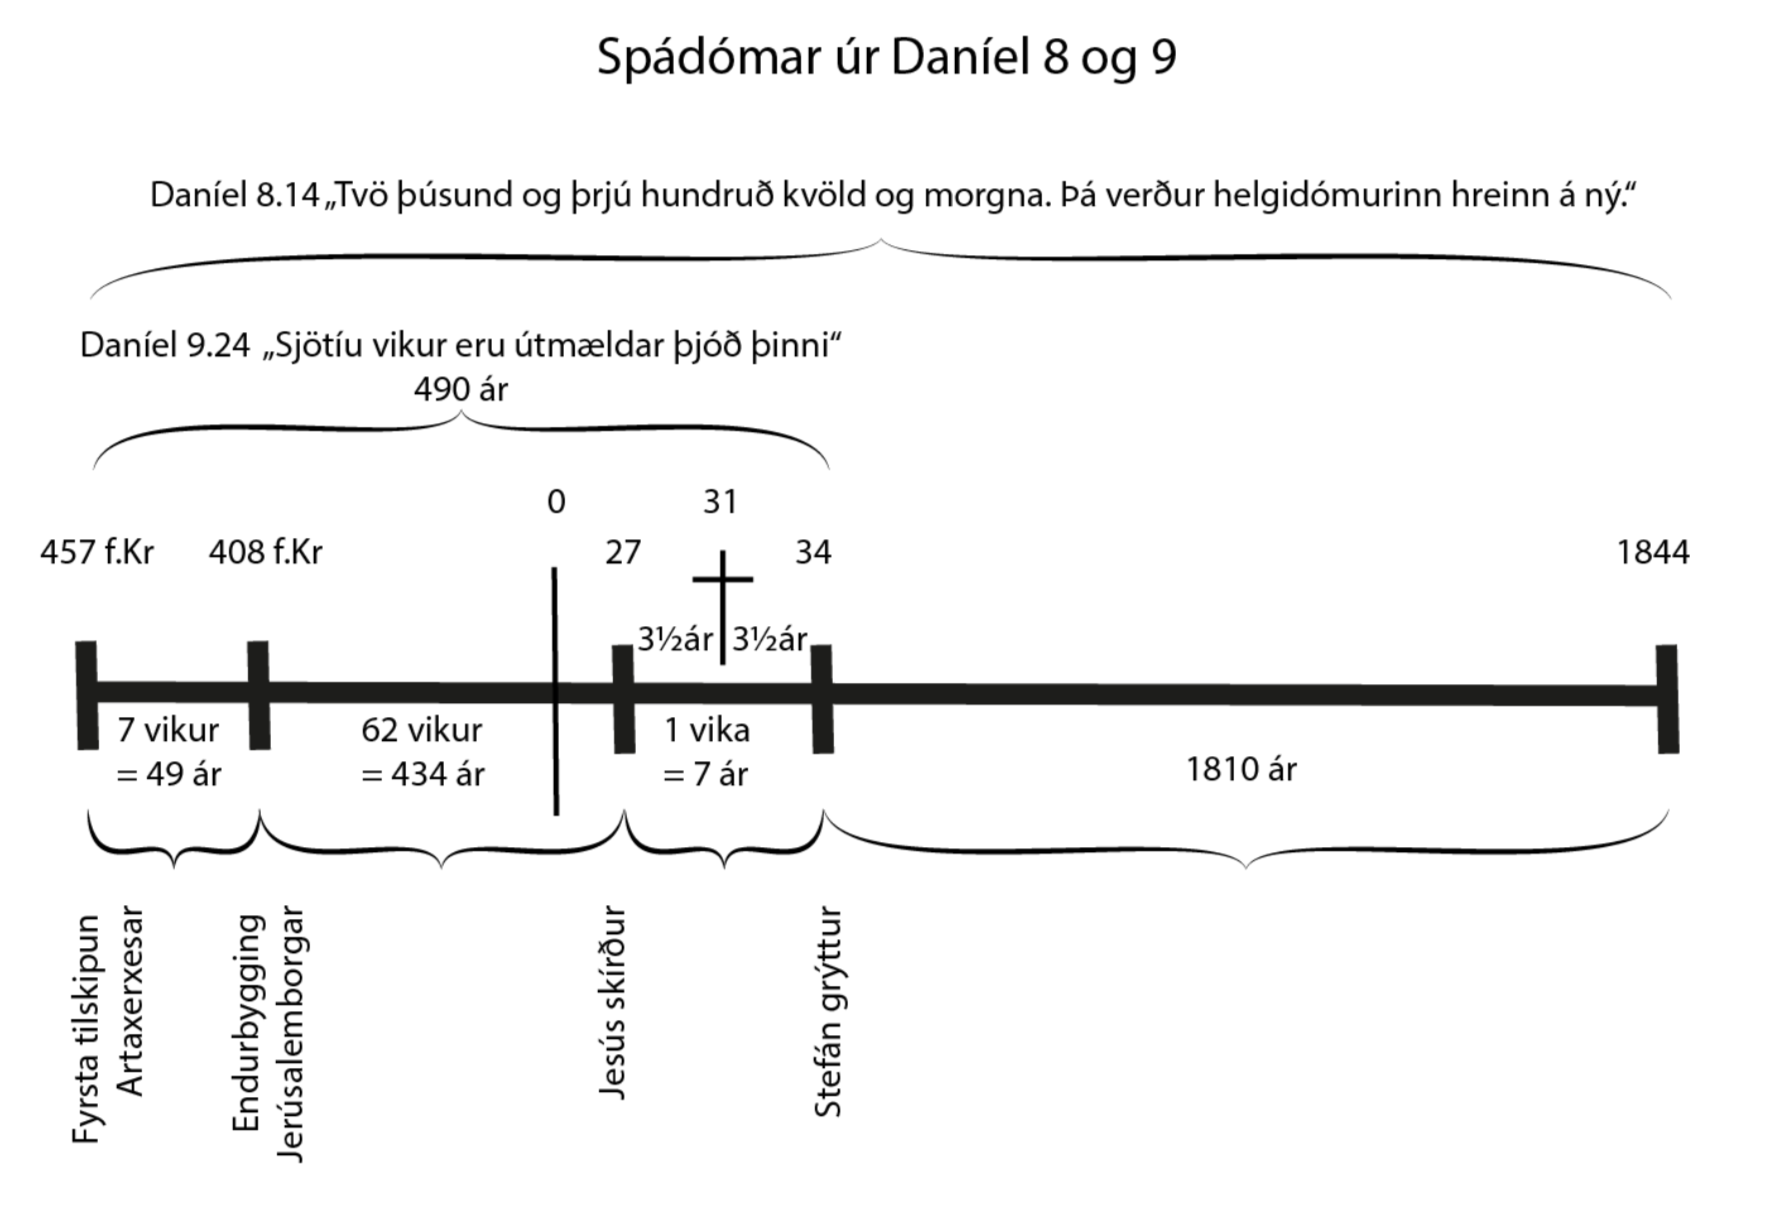 Spádómar úr Daníel 8 og 9
Daníel 8.14 „Tvö þúsund og þrjú hundruð kvöld og morgna. Þá verður helgidómurinn hreinn á ný.“
Daníel 9.24 „Sjötíu vikur eru útmældar þjóð þinni“
490 ár
0
31
457 f.Kr
408 f.Kr
27
34
1844
3½ár
3½ár
7 vikur
= 49 ár
62 vikur
= 434 ár
1 vika
= 7 ár
1810 ár
Fyrsta tilskipun
Artaxerxesar
Endurbygging
Jerúsalemborgar
Jesús skírður
Stefán grýttur